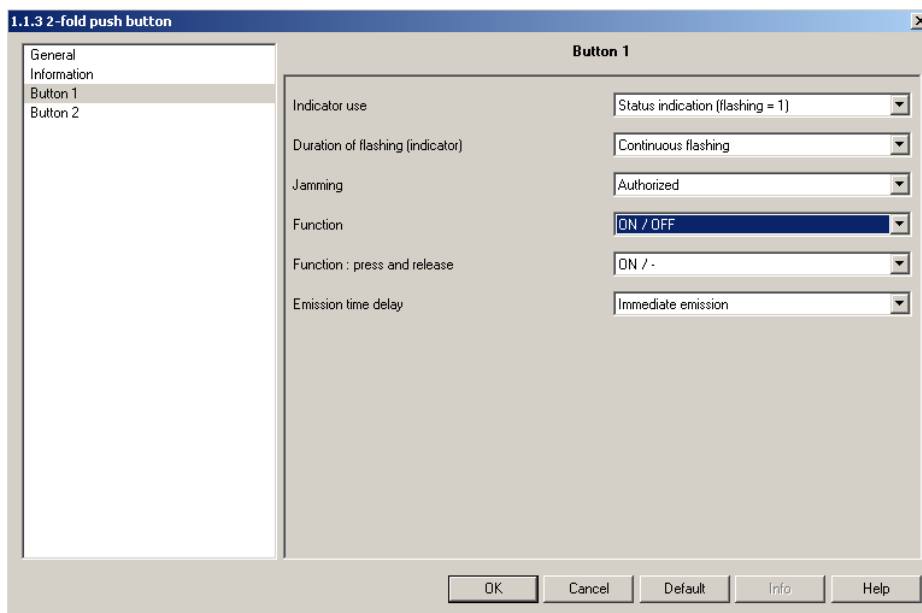 1.1.3 2-fold push button
General
Information
Button 1
Button 2
Button 1
Indicator use Status indication (flashing = 1)
Duration of flashing (indicator) Continuous flashing
Jamming Authorized
Function ON / OFF
Function : press and release ON / -
Emission time delay Immediate emission
OK Cancel Default Info Help